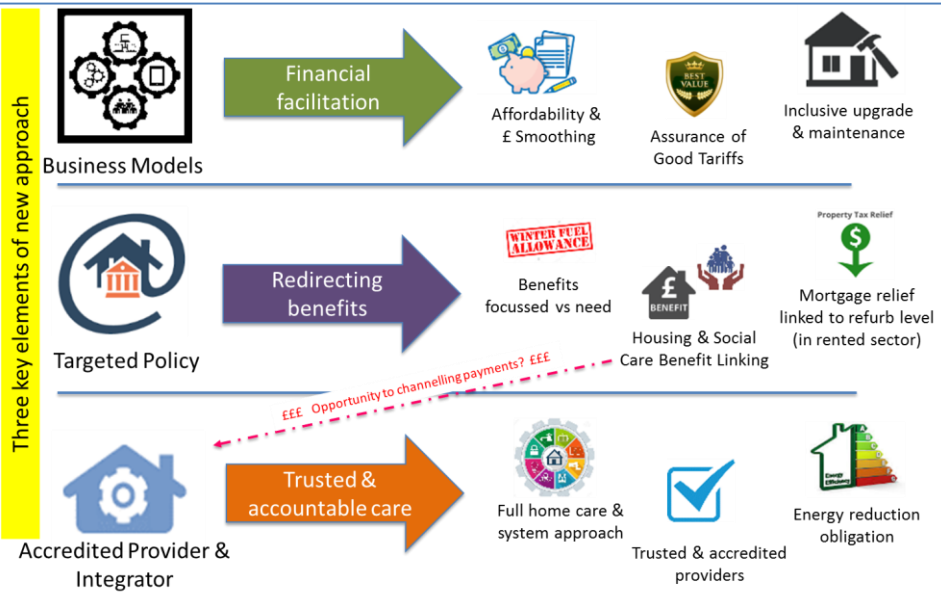 Three key elements of new approach
Business Models
Financial
facilitation
Affordability &
£ Smoothing
BEST
VALUE
Assurance of
Good Tariffs
Inclusive upgrade
& maintenance
Targeted Policy
Redirecting
benefits
WINTER FUEL
ALLOWANCE
Benefits
focussed vs need
£
BENEFIT
Housing & Social
Care Benefit Linking
Property Tax Relief
$
Mortgage relief
linked to refurb level
(in rented sector)
£££ Opportunity to channelling payments? £££
Accredited Provider &
Integrator
Trusted &
accountable care
Full home care &
system approach
Trusted & accredited
providers
Energy
Efficiency
Energy reduction
obligation